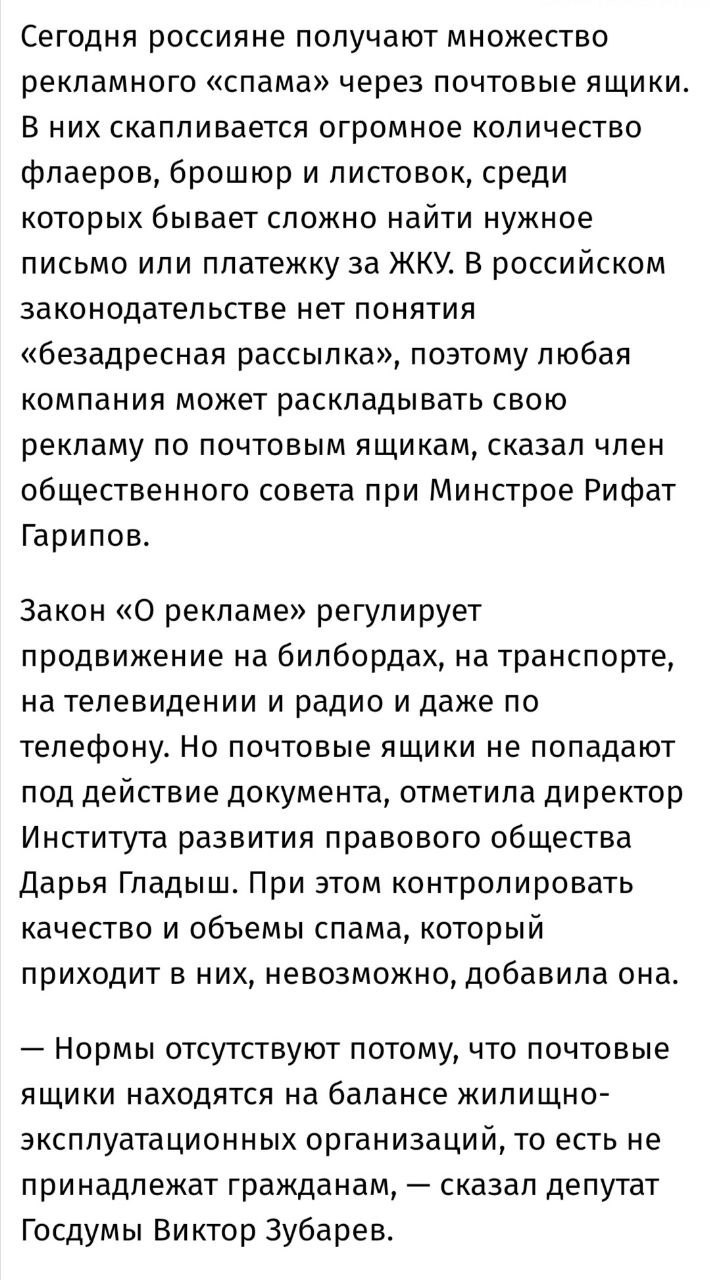 Сегодня россияне получают множество
рекламного «спама» через почтовые ящики.
В них скапливается огромное количество
флаеров, брошюр и листовок, среди
которых бывает сложно найти нужное
письмо или платежку за ЖКУ. В российском
законодательстве нет понятия
«безадресная рассылка», поэтому любая
компания может раскладывать свою
рекламу по почтовым ящикам, сказал член
общественного совета при Минстрое Рифат
Гарипов.
Закон «О рекламе» регулирует
продвижение на билбордах, на транспорте,
на телевидении и радио и даже по
телефону. Но почтовые ящики не попадают
под действие документа, отметила директор
Института развития правового общества
Дарья Гладыш. При этом контролировать
качество и объемы спама, который
приходит в них, невозможно, добавила она.
— Нормы отсутствуют потому, что почтовые
ящики находятся на балансе жилищно-
эксплуатационных организаций, то есть не
принадлежат гражданам, — сказал депутат
Госдумы Виктор Зубарев.